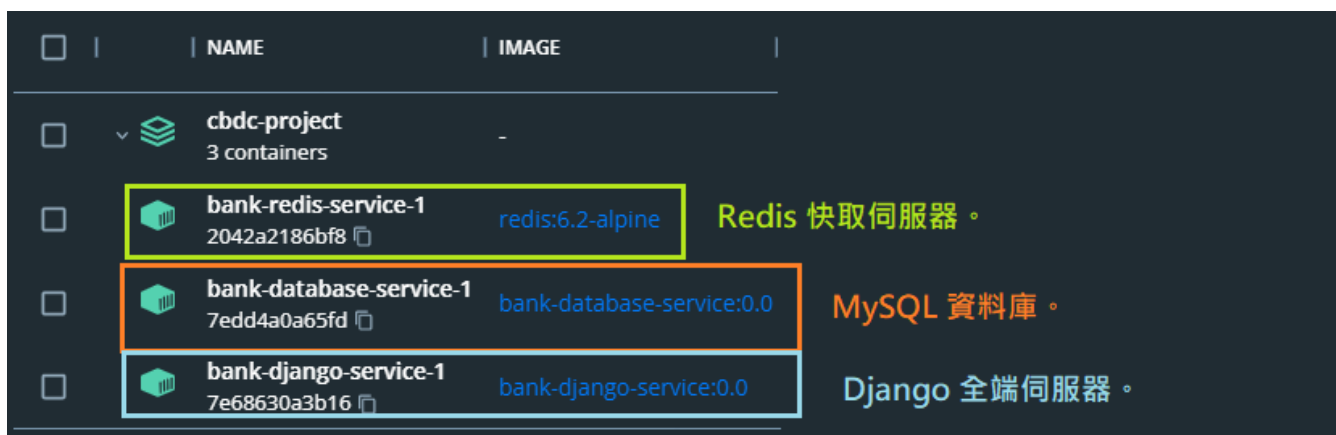 NAME IMAGE
cbdc-project
3 containers
-
bank-redis-service-1
2042a2186bf8
redis:6.2-alpine
Redis 快取伺服器。
bank-database-service-1
7edd4a0a65fd
bank-database-service:0.0
MySQL 資料庫。
bank-django-service-1
7e68630a3b16
bank-django-service:0.0
Django 全端伺服器。